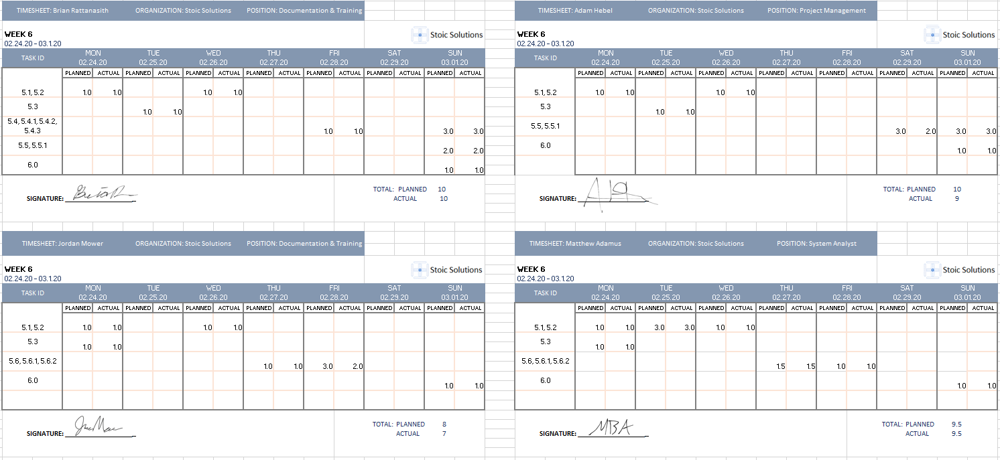 TIMESHEET: Brian Rattanasith ORGANIZATION: Stoic Solutions POSITION: Documentation & Training
WEEK 6
Stoic Solutions
02.24.20 - 03.1.20
TASK ID MON TUE WED THU FRI SAT SUN
02.24.20 02.25.20 02.26.20 02.27.20 02.28.20 02.29.20 03.01.20
PLANNED ACTUAL PLANNED ACTUAL PLANNED ACTUAL PLANNED ACTUAL PLANNED ACTUAL PLANNED ACTUAL PLANNED ACTUAL
5.1, 5.2 1.0 1.0 1.0 1.0
5.3 1.0 1.0
5.4, 5.4.1, 5.4.2,
5.4.3 1.0 1.0 3.0 3.0
5.5, 5.5.1 2.0 2.0
6.0 1.0 1.0
TOTAL: PLANNED 10
SIGNATURE: ACTUAL 10
TIMESHEET: Adam Hebel ORGANIZATION: Stoic Solutions POSITION: Project Management
WEEK 6
Stoic Solutions
02.24.20 - 03.1.20
TASK ID MON TUE WED THU FRI SAT SUN
02.24.20 02.25.20 02.26.20 02.27.20 02.28.20 02.29.20 03.01.20
PLANNED ACTUAL PLANNED ACTUAL PLANNED ACTUAL PLANNED ACTUAL PLANNED ACTUAL PLANNED ACTUAL PLANNED ACTUAL
5.1, 5.2 1.0 1.0 1.0 1.0
5.3 1.0 1.0
5.5, 5.5.1 3.0 2.0 3.0 3.0
6.0 1.0 1.0
TOTAL: PLANNED 10
SIGNATURE: ACTUAL 9
TIMESHEET: Jordan Mower ORGANIZATION: Stoic Solutions POSITION: Documentation & Training
WEEK 6
Stoic Solutions
02.24.20 - 03.1.20
TASK ID MON TUE WED THU FRI SAT SUN
02.24.20 02.25.20 02.26.20 02.27.20 02.28.20 02.29.20 03.01.20
PLANNED ACTUAL PLANNED ACTUAL PLANNED ACTUAL PLANNED ACTUAL PLANNED ACTUAL PLANNED ACTUAL PLANNED ACTUAL
5.1, 5.2 1.0 1.0 1.0 1.0
5.3 1.0 1.0
5.6, 5.6.1, 5.6.2 1.0 1.0 3.0 2.0
6.0 1.0 1.0
TOTAL: PLANNED 8
SIGNATURE: ACTUAL 7
TIMESHEET: Matthew Adamus ORGANIZATION: Stoic Solutions POSITION: System Analyst
WEEK 6
Stoic Solutions
02.24.20 - 03.1.20
TASK ID MON TUE WED THU FRI SAT SUN
02.24.20 02.25.20 02.26.20 02.27.20 02.28.20 02.29.20 03.01.20
PLANNED ACTUAL PLANNED ACTUAL PLANNED ACTUAL PLANNED ACTUAL PLANNED ACTUAL PLANNED ACTUAL PLANNED ACTUAL
5.1, 5.2 1.0 1.0 3.0 3.0 1.0 1.0
5.3 1.0 1.0
5.6, 5.6.1, 5.6.2 1.5 1.5 1.0 1.0
6.0 1.0 1.0
TOTAL: PLANNED 9.5
SIGNATURE: MBA ACTUAL 9.5